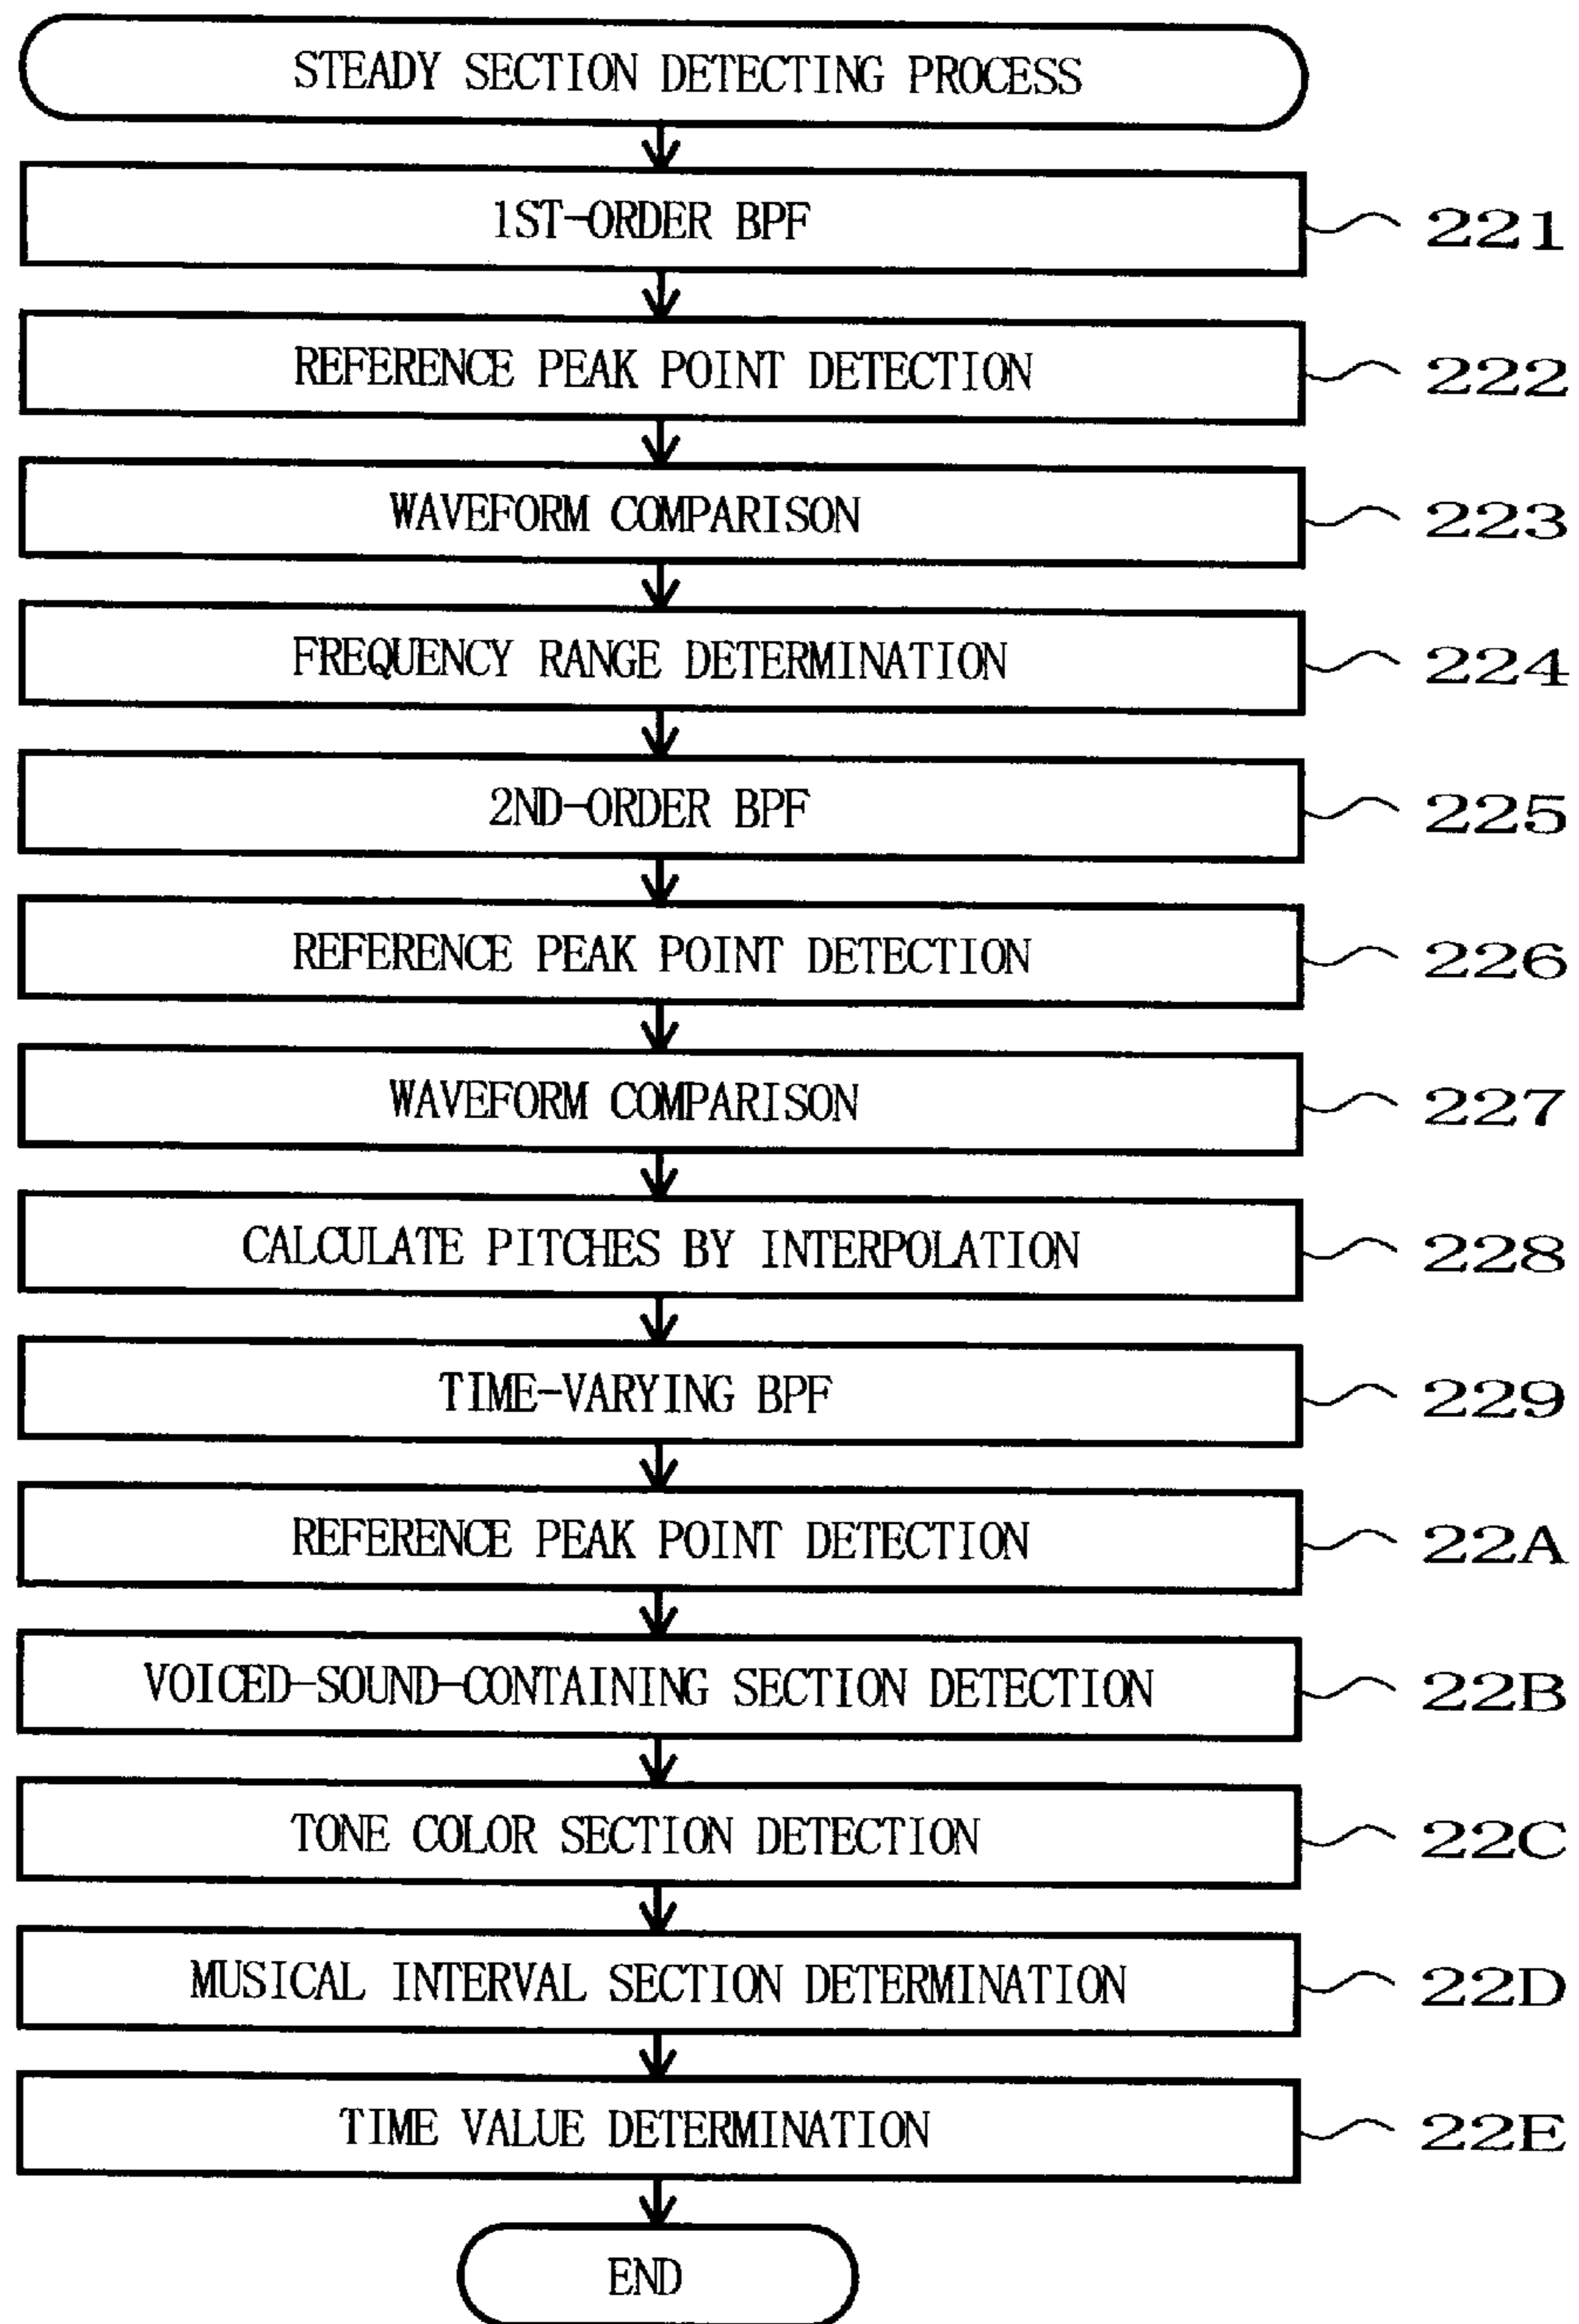 STEADY SECTION DETECTING PROCESS
1ST-ORDER BPF 221
REFERENCE PEAK POINT DETECTION 222
WAVEFORM COMPARISON 223
FREQUENCY RANGE DETERMINATION 224
2ND-ORDER BPF 225
REFERENCE PEAK POINT DETECTION 226
WAVEFORM COMPARISON 227
CALCULATE PITCHES BY INTERPOLATION 228
TIME-VARYING BPF 229
REFERENCE PEAK POINT DETECTION 22A
VOICED-SOUND-CONTAINING SECTION DETECTION 22B
TONE COLOR SECTION DETECTION 22C
MUSICAL INTERVAL SECTION DETERMINATION 22D
TIME VALUE DETERMINATION 22E
END